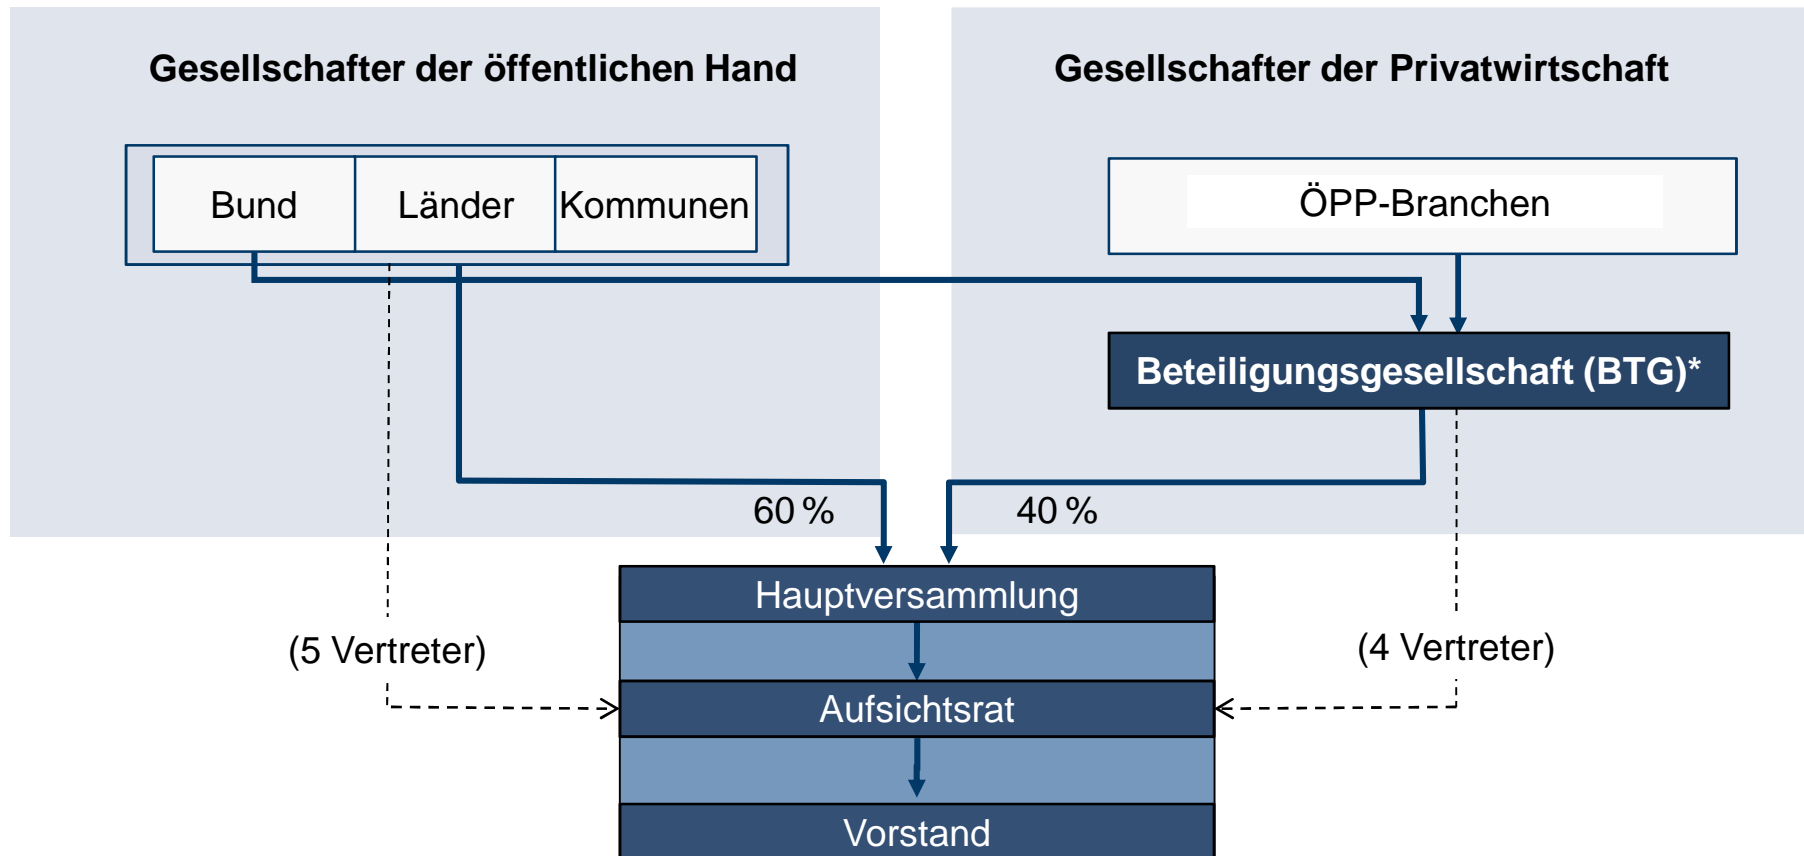 Gesellschafter der öffentlichen Hand
Gesellschafter der Privatwirtschaft
Bund
Länder
Kommunen
ÖPP-Branchen
Beteiligungsgesellschaft (BTG)*
60 %
40 %
Hauptversammlung
(5 Vertreter)
(4 Vertreter)
Aufsichtsrat
Vorstand